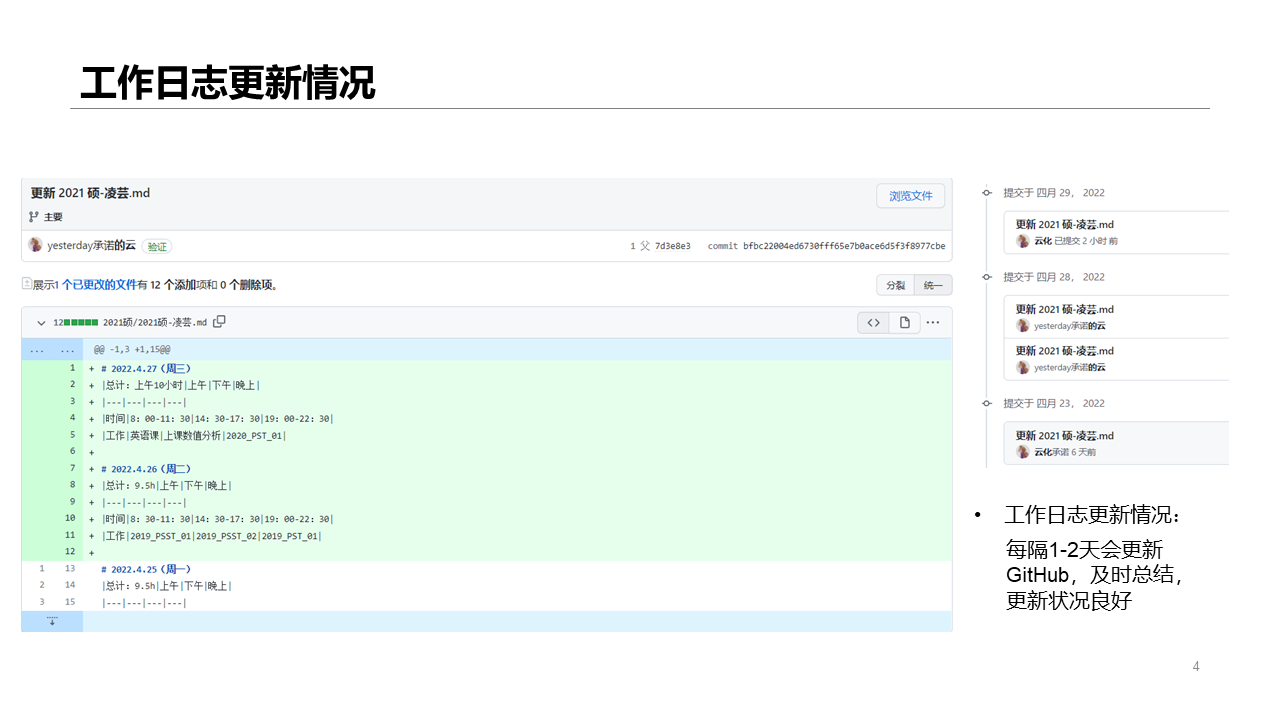 工作日志更新情况
更新 2021 硕-凌芸.md
浏览文件
主要
yesterday承诺的云 验证
1 父 7d3e8e3 commit bfbc22004ed6730fff65e7b0ace6d5f3f8977cbe
展示1 个已更改的文件有 12 个添加项和 0 个删除项。
分裂 统一
12 2021硕/2021硕-凌芸.md
... ... @@ -1,3 +1,15@@
1 + # 2022.4.27（周三）
2 + |总计：上午10小时|上午|下午|晚上|
3 + |---|---|---|---|
4 + |时间|8：00-11：30|14：30-17：30|19：00-22：30|
5 + |工作|英语课|上课数值分析|2020_PST_01|
6 +
7 + # 2022.4.26（周二）
8 + |总计：9.5h|上午|下午|晚上|
9 + |---|---|---|---|
10 + |时间|8：30-11：30|14：30-17：30|19：00-22：30|
11 + |工作|2019_PSST_01|2019_PSST_02|2019_PST_01|
12 +
1 13 # 2022.4.25（周一）
2 14 |总计：9.5h|上午|下午|晚上|
3 15 |---|---|---|---|
提交于 四月 29， 2022
更新 2021 硕-凌芸.md
云化 已提交 2 小时 前
提交于 四月 28， 2022
更新 2021 硕-凌芸.md
yesterday承诺的云
更新 2021 硕-凌芸.md
yesterday承诺的云
提交于 四月 23， 2022
更新 2021 硕-凌芸.md
云化承诺 6 天前
• 工作日志更新情况：
每隔1-2天会更新
GitHub，及时总结，
更新状况良好
4